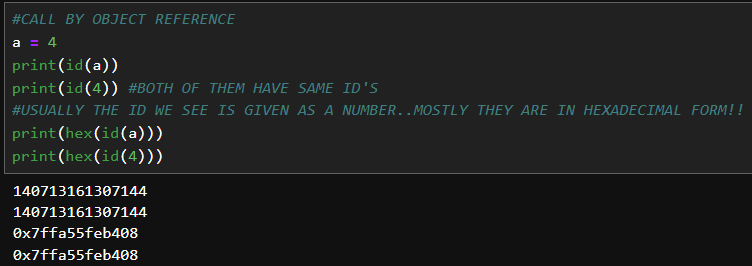 #CALL BY OBJECT REFERENCE
a = 4
print(id(a))
print(id(4)) #BOTH OF THEM HAVE SAME ID'S
#USUALLY THE ID WE SEE IS GIVEN AS A NUMBER..MOSTLY THEY ARE IN HEXADECIMAL FORM!!
print(hex(id(a)))
print(hex(id(4)))
140713161307144
140713161307144
0x7ffa55feb408
0x7ffa55feb408